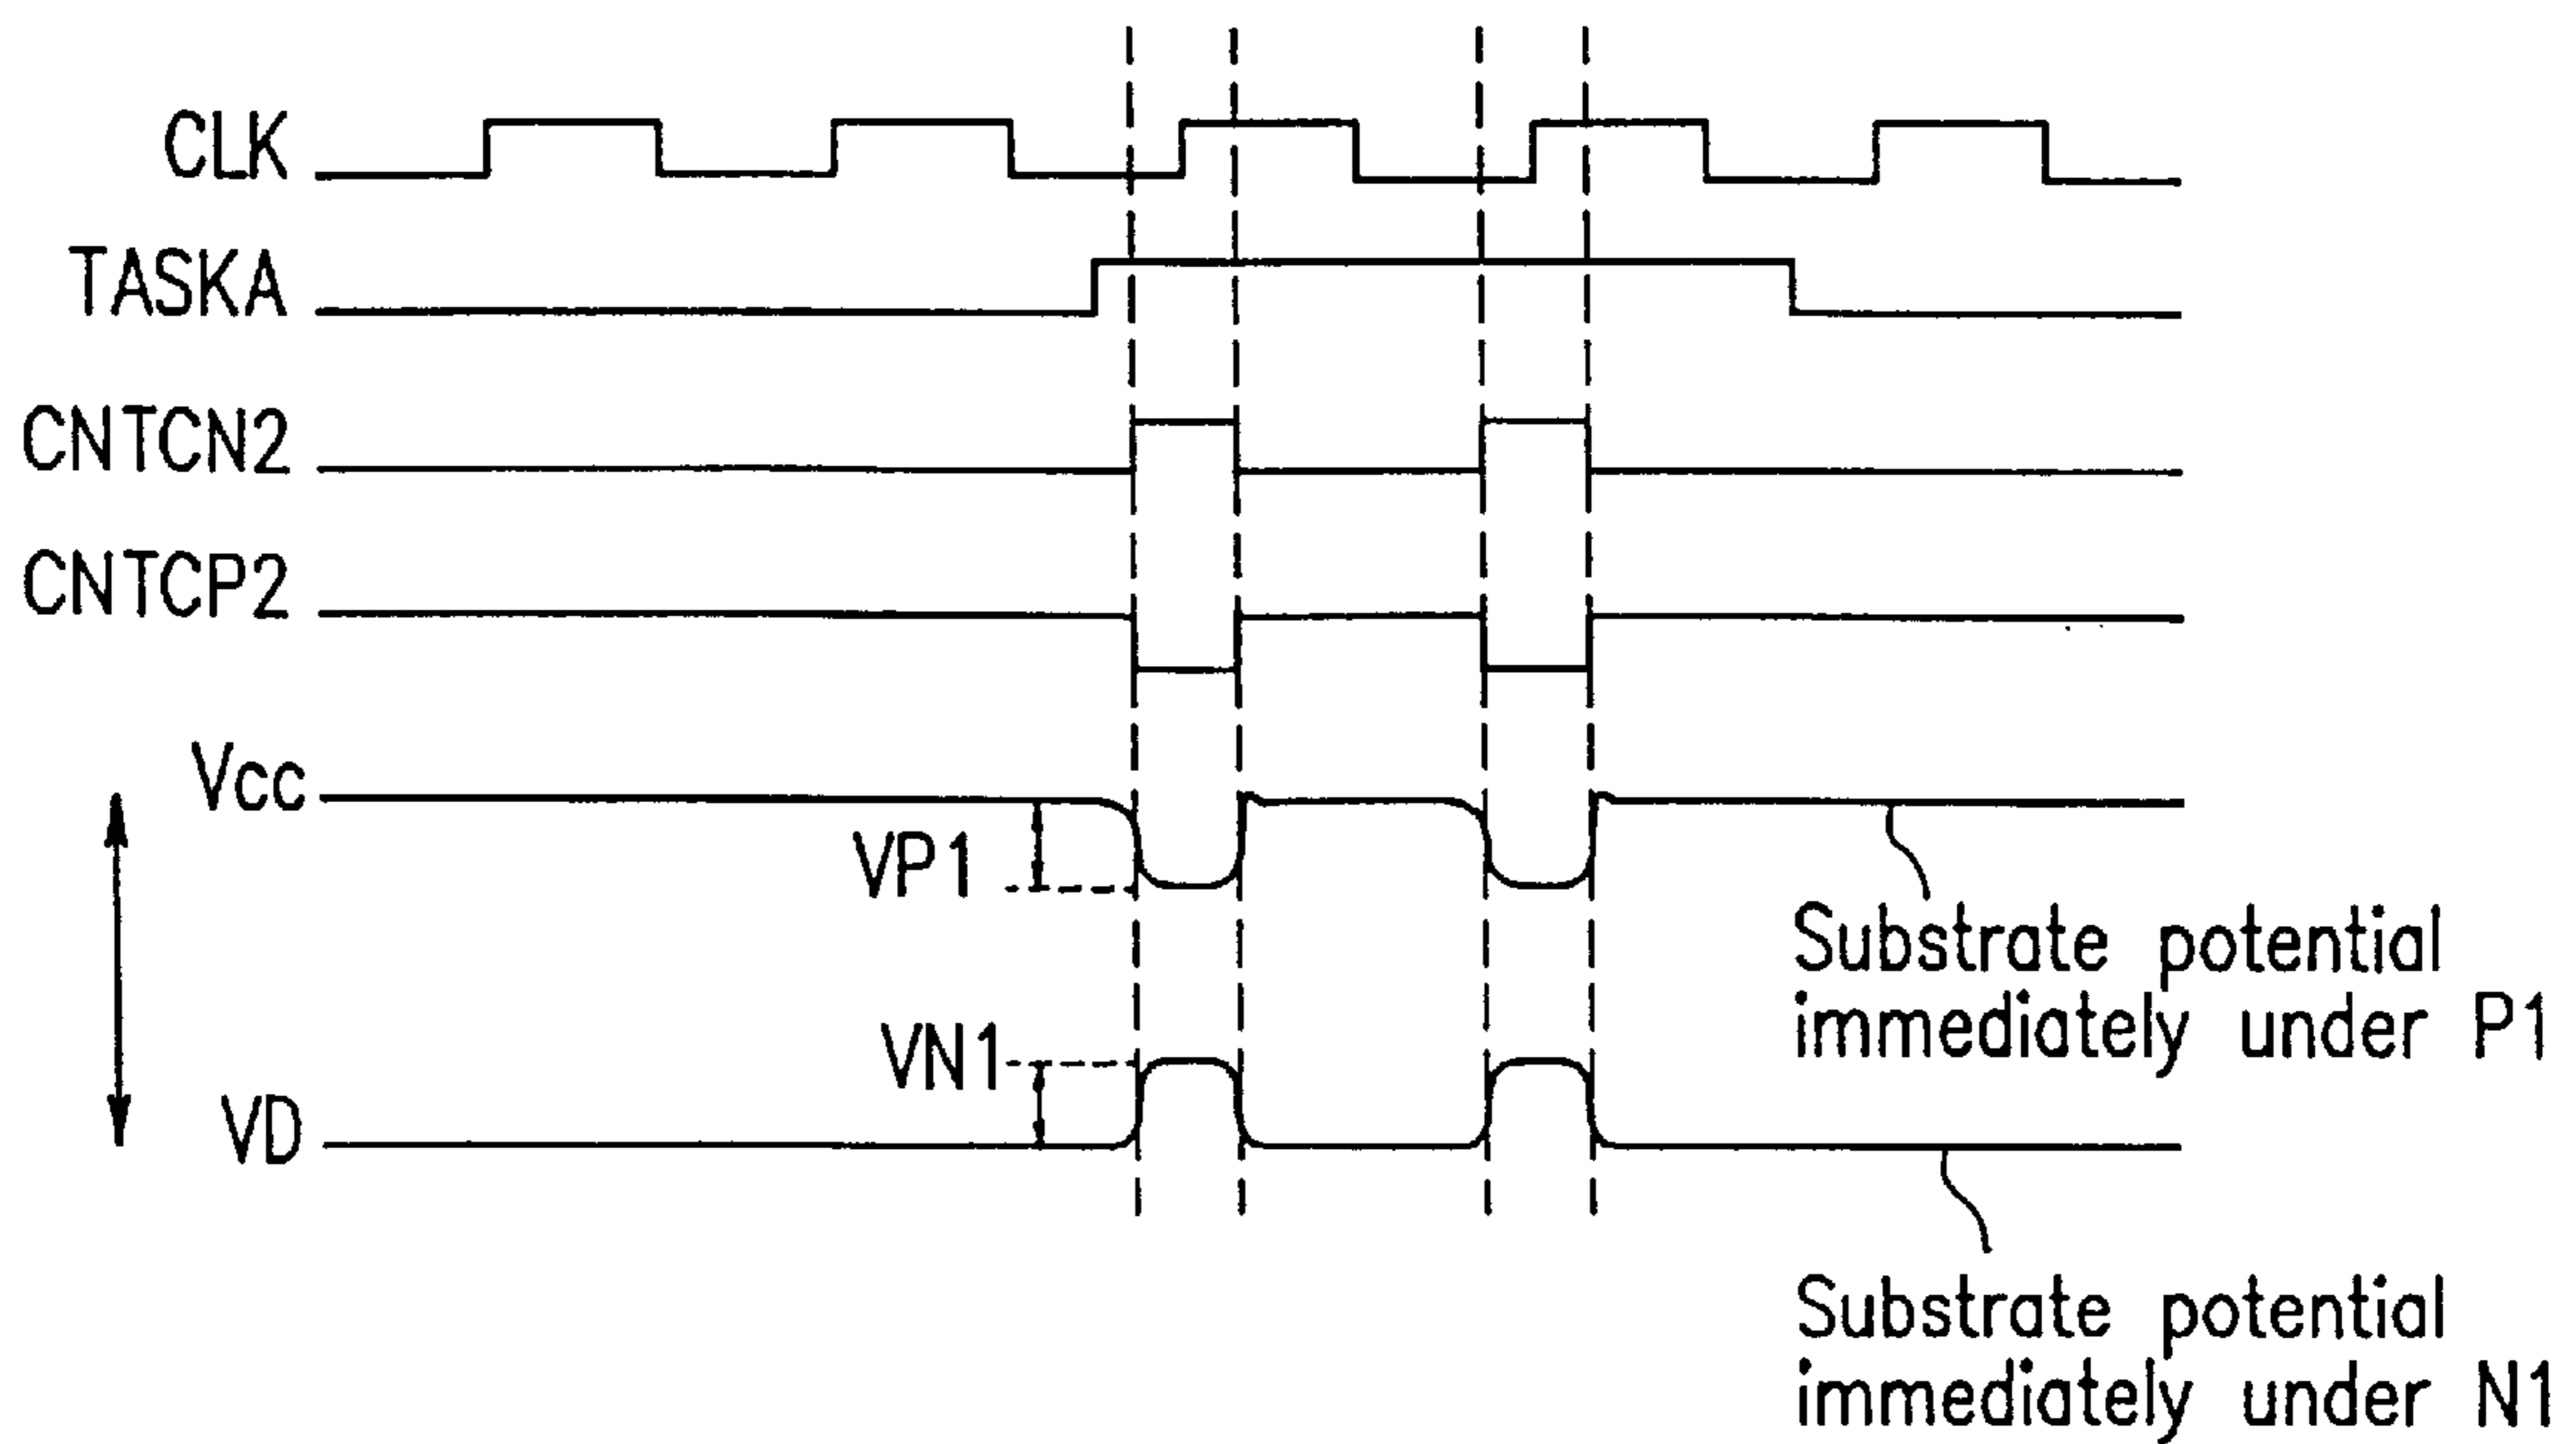 CLK
TASKA
CNTCN2
CNTCP2
Vcc
VP1
Substrate potential
immediately under P1
VN1
VD
Substrate potential
immediately under N1